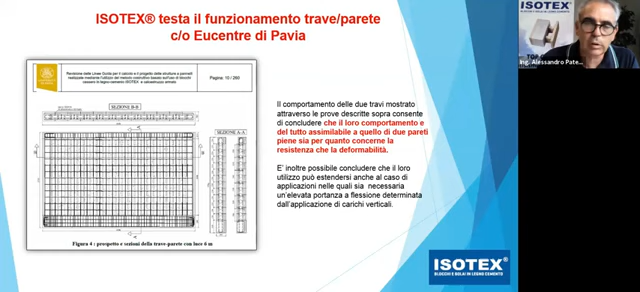 ISOTEX® testa il funzionamento trave/parete
c/o Eucentre di Pavia
ISOTEX®
Ing. Alessandro Pate...
Pagina: 10 / 260
SEZIONE B-B
SEZIONE A-A
Figura 4 : prospetto e sezioni della trave-parete con luce 6 m
Il comportamento delle due travi mostrato
attraverso le prove descritte sopra consente
di concludere che il loro comportamento e
del tutto assimilabile a quello di due pareti
piene sia per quanto concerne la
resistenza che la deformabilità.
E' inoltre possibile concludere che il loro
utilizzo può estendersi anche al caso di
applicazioni nelle quali sia necessaria
un'elevata portanza a flessione determinata
dall'applicazione di carichi verticali.
ISOTEX®
BLOCCHI E SOLAI IN LEGNO CEMENTO